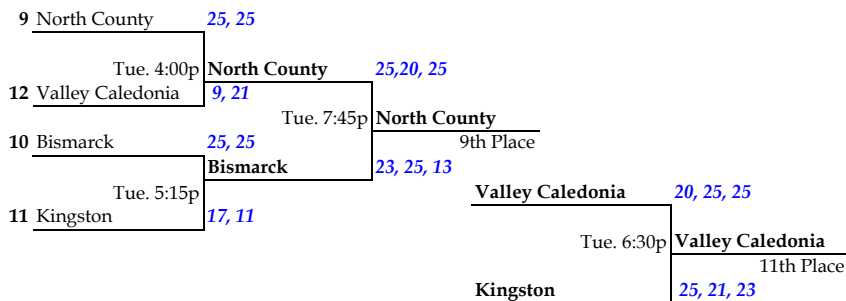 9 North County 25, 25
Tue. 4:00p North County 25,20, 25
12 Valley Caledonia 9, 21
Tue. 7:45p North County
10 Bismarck 25, 25 9th Place
Bismarck 23, 25, 13
Tue. 5:15p Valley Caledonia 20, 25, 25
11 Kingston 17, 11
Tue. 6:30p Valley Caledonia
11th Place
Kingston 25, 21, 23